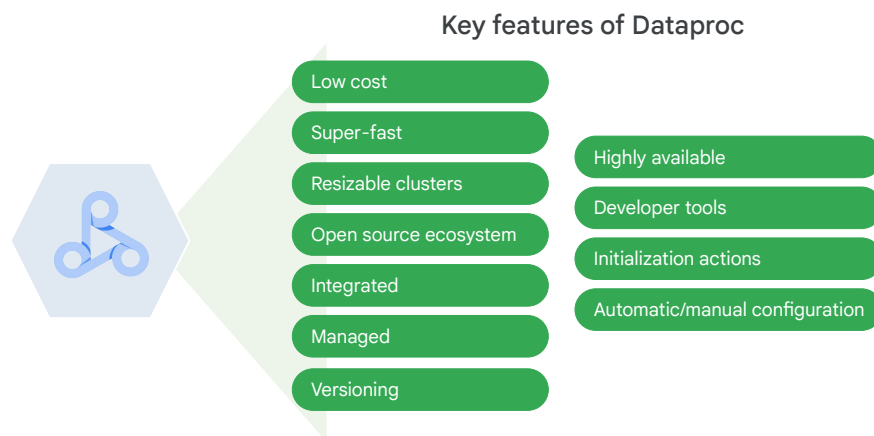 Key features of Dataproc
Low cost
Super-fast
Resizable clusters
Open source ecosystem
Integrated
Managed
Versioning
Highly available
Developer tools
Initialization actions
Automatic/manual configuration